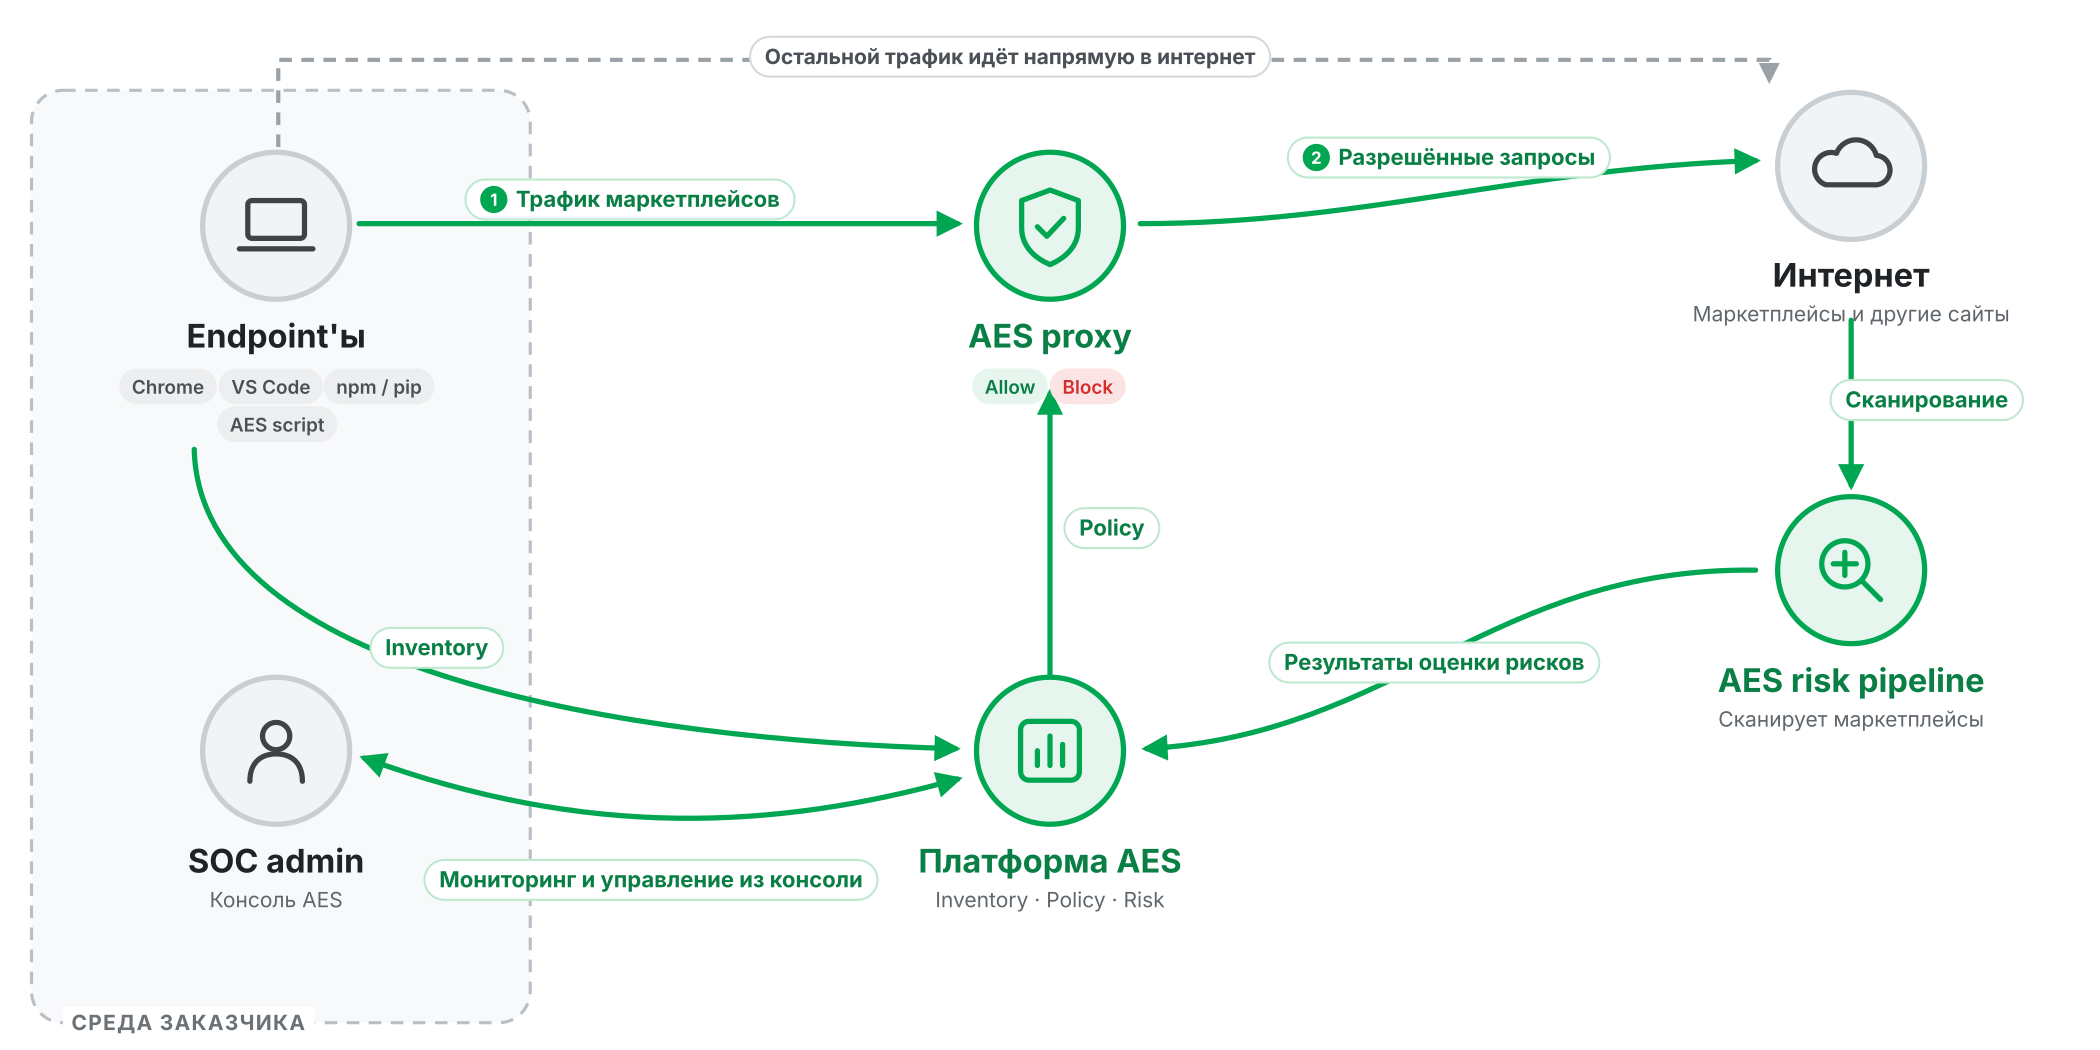 Остальной трафик идёт напрямую в интернет
1 Трафик маркетплейсов
2 Разрешённые запросы
Endpoint'ы
Chrome VS Code npm / pip
AES script
AES proxy
Allow Block
Интернет
Маркетплейсы и другие сайты
Сканирование
Policy
Inventory
Результаты оценки рисков
AES risk pipeline
Сканирует маркетплейсы
SOC admin
Консоль AES
Мониторинг и управление из консоли
Платформа AES
Inventory · Policy · Risk
СРЕДА ЗАКАЗЧИКА